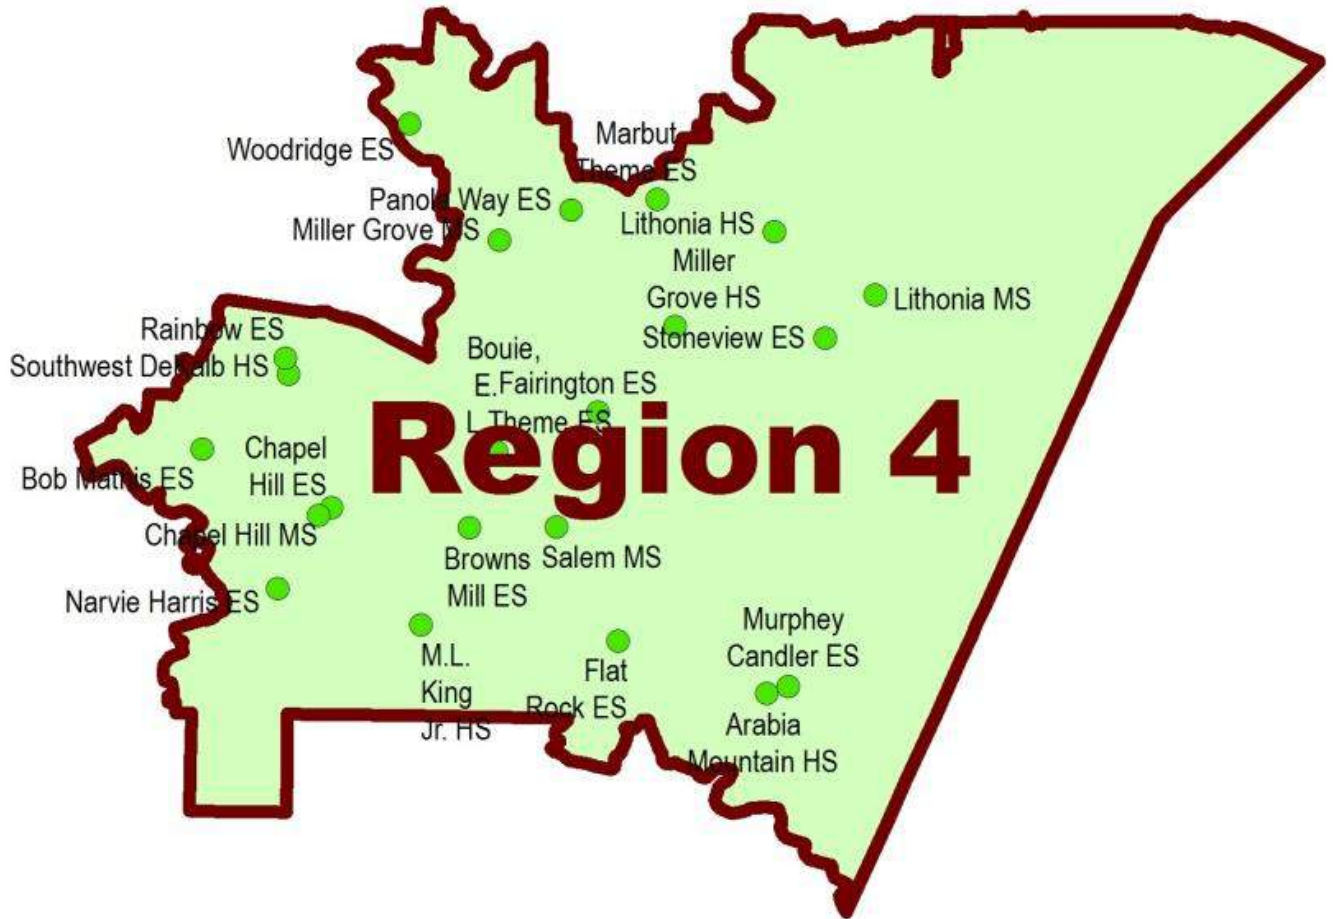 Marbut
Theme ES
Woodridge ES
Panola Way ES
Miller Grove MS
Lithonia HS
Miller
Grove HS
Lithonia MS
Stoneview ES
Rainbow ES
Southwest DeKalb HS
Bouie,
E.
L Theme ES
Fairington ES
Region 4
Chapel
Hill ES
Bob Mathis ES
Chapel Hill MS
Browns
Mill ES
Salem MS
Narvie Harris ES
M.L.
King
Jr. HS
Flat
Rock ES
Murphey
Candler ES
Arabia
Mountain HS